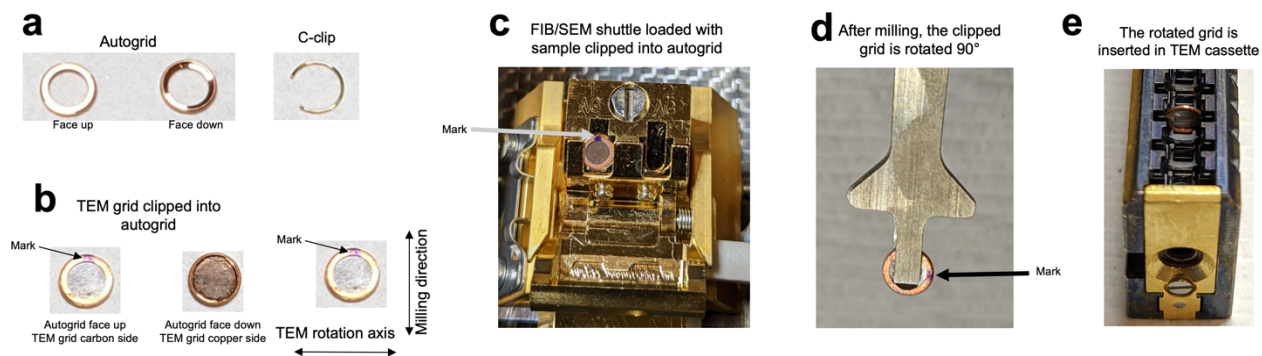 a
Autogrid
C-clip
Face up
Face down
b
TEM grid clipped into
autogrid
Mark
Autogrid face up
TEM grid carbon side
Autogrid face down
TEM grid copper side
Mark
Milling direction
TEM rotation axis
c
FIB/SEM shuttle loaded with
sample clipped into autogrid
Mark
AG
AG
d
After milling, the clipped
grid is rotated 90°
Mark
e
The rotated grid is
inserted in TEM cassette